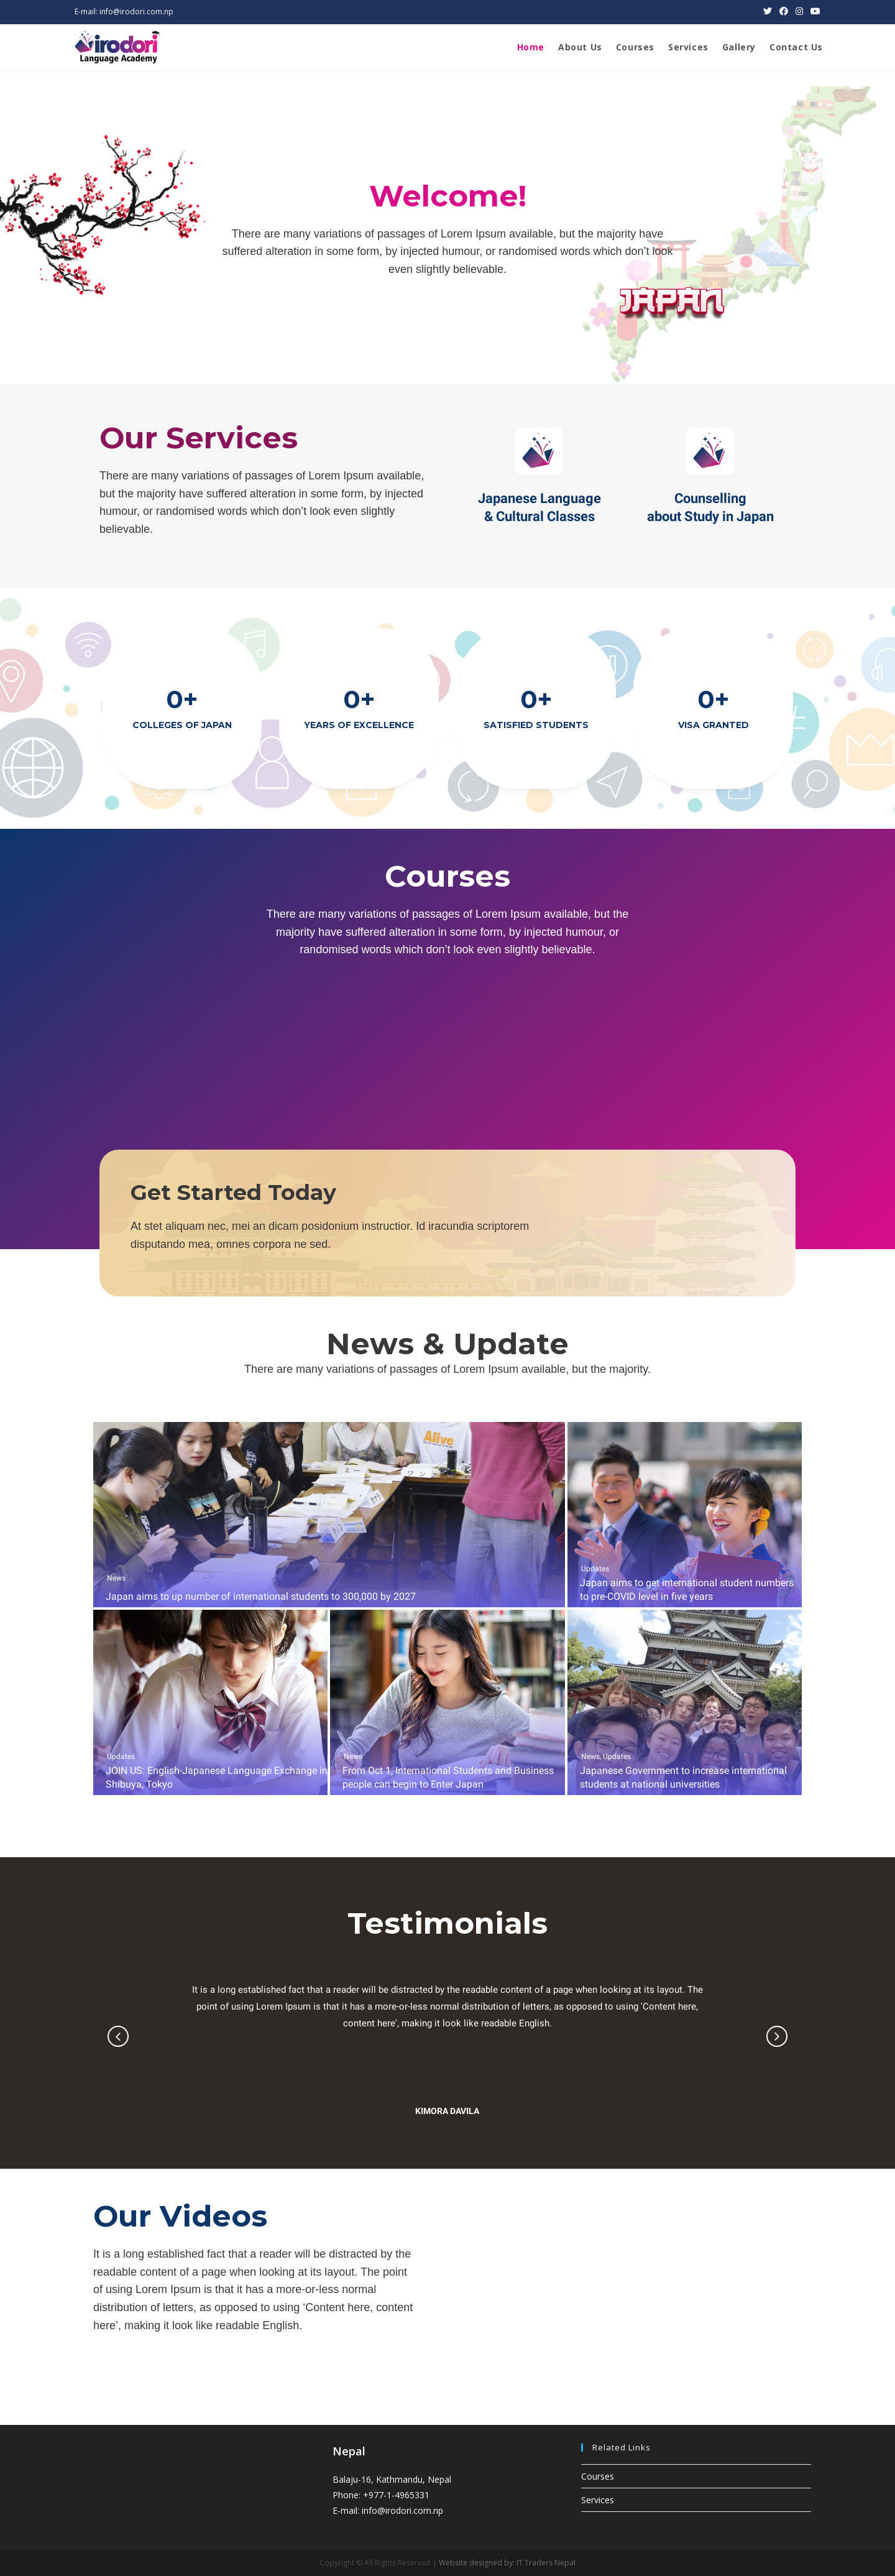 E-mail: info@irodori.com.np
irodori
Language Academy
Home About Us Courses Services Gallery Contact Us
Welcome!
There are many variations of passages of Lorem Ipsum available, but the majority have
suffered alteration in some form, by injected humour, or randomised words which don’t look
even slightly believable.
JAPAN
Our Services
There are many variations of passages of Lorem Ipsum available,
but the majority have suffered alteration in some form, by injected
humour, or randomised words which don’t look even slightly
believable.
Japanese Language
& Cultural Classes
Counselling
about Study in Japan
0+
COLLEGES OF JAPAN
0+
YEARS OF EXCELLENCE
0+
SATISFIED STUDENTS
0+
VISA GRANTED
Courses
There are many variations of passages of Lorem Ipsum available, but the
majority have suffered alteration in some form, by injected humour, or
randomised words which don’t look even slightly believable.
Get Started Today
At stet aliquam nec, mei an dicam posidonium instructior. Id iracundia scriptorem
disputando mea, omnes corpora ne sed.
News & Update
There are many variations of passages of Lorem Ipsum available, but the majority.
Alive
News
Japan aims to up number of international students to 300,000 by 2027
Updates
Japan aims to get international student numbers
to pre-COVID level in five years
Updates
JOIN US: English-Japanese Language Exchange in
Shibuya, Tokyo
News
From Oct 1, International Students and Business
people can begin to Enter Japan
News, Updates
Japanese Government to increase international
students at national universities
Testimonials
It is a long established fact that a reader will be distracted by the readable content of a page when looking at its layout. The
point of using Lorem Ipsum is that it has a more-or-less normal distribution of letters, as opposed to using 'Content here,
content here', making it look like readable English.
KIMORA DAVILA
Our Videos
It is a long established fact that a reader will be distracted by the
readable content of a page when looking at its layout. The point
of using Lorem Ipsum is that it has a more-or-less normal
distribution of letters, as opposed to using ‘Content here, content
here’, making it look like readable English.
Nepal
Balaju-16, Kathmandu, Nepal
Phone: +977-1-4965331
E-mail: info@irodori.com.np
Related Links
Courses
Services
Copyright © All Rights Reserved | Website designed by: IT Traders Nepal